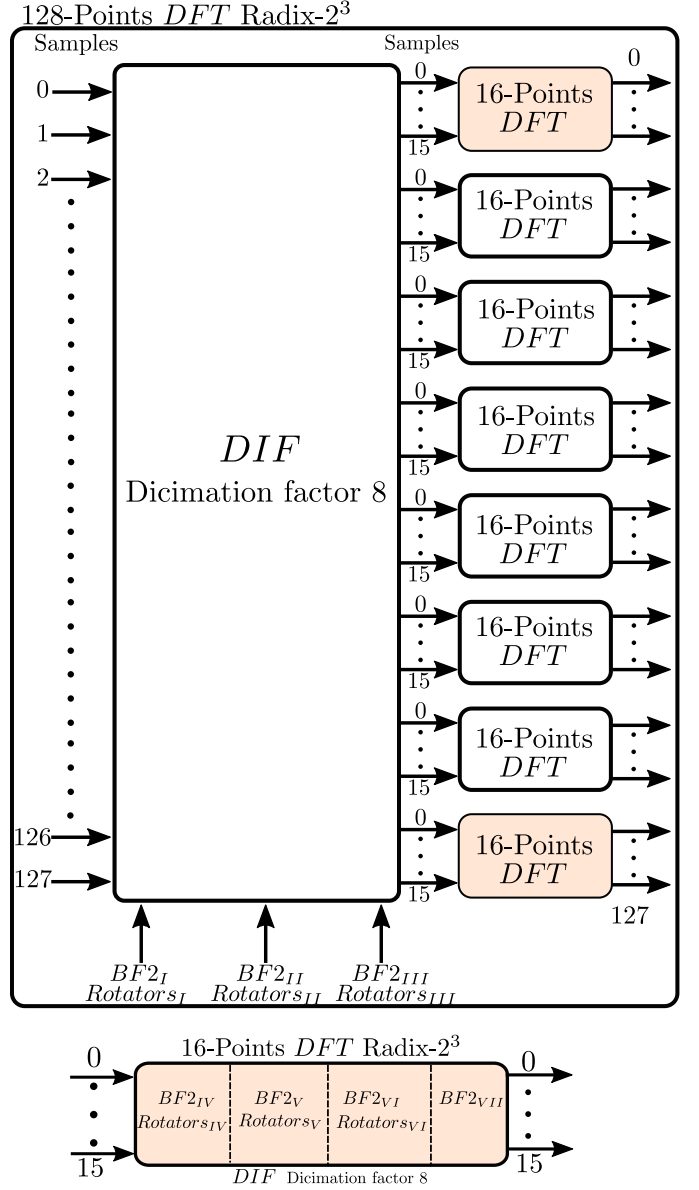 128-Points DFT Radix-2³
Samples
Samples
0
1
2
126
127
DIF
Dicimation factor 8
0
15
16-Points
DFT
0
0
15
16-Points
DFT
0
15
16-Points
DFT
0
15
16-Points
DFT
0
15
16-Points
DFT
0
15
16-Points
DFT
0
15
16-Points
DFT
0
15
16-Points
DFT
127
BF2_I
Rotators_I
BF2_II
Rotators_II
BF2_III
Rotators_III
16-Points DFT Radix-2³
0
15
BF2_IV
Rotators_IV
BF2_V
Rotators_V
BF2_VI
Rotators_VI
BF2_VII
0
15
DIF Dicimation factor 8